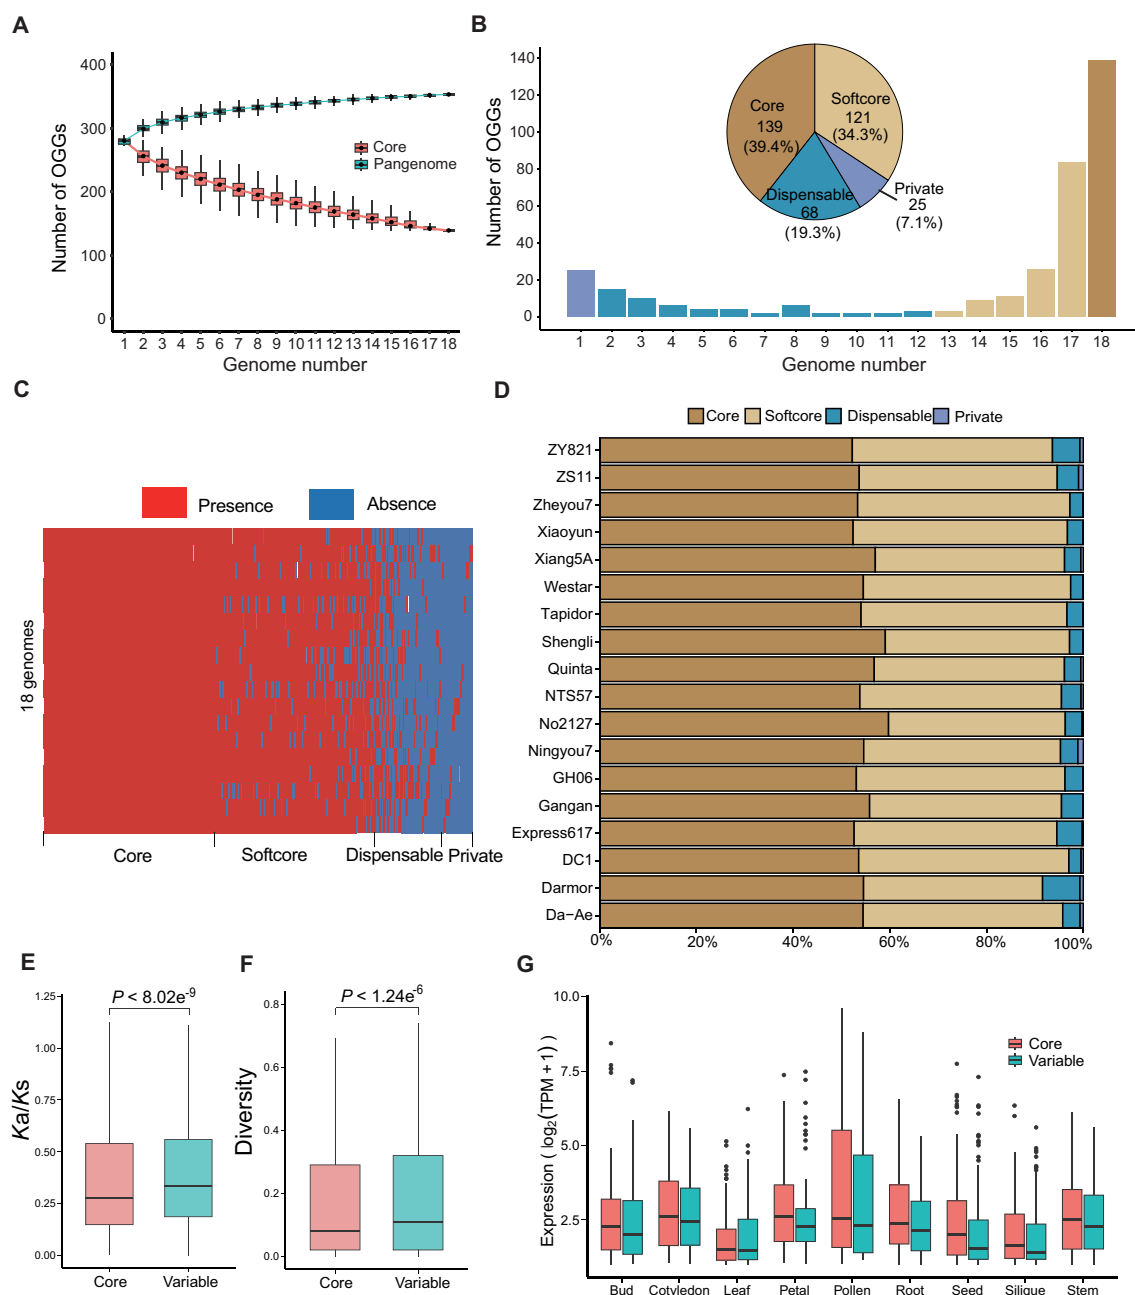 A
400
300
200
100
0
Number of OGGs
Core
Pangenome
1 2 3 4 5 6 7 8 9 10 11 12 13 14 15 16 17 18
Genome number
B
140
120
100
80
60
40
20
0
Number of OGGs
Core
139
(39.4%)
Softcore
121
(34.3%)
Dispensable
68
(19.3%)
Private
25
(7.1%)
1 2 3 4 5 6 7 8 9 10 11 12 13 14 15 16 17 18
Genome number
C
Presence
Absence
18 genomes
Core
Softcore
Dispensable
Private
D
Core
Softcore
Dispensable
Private
ZY821
ZS11
Zheyou7
Xiaoyun
Xiang5A
Westar
Tapidor
Shengli
Quinta
NTS57
No2127
Ningyou7
GH06
Gangan
Express617
DC1
Darmor
Da−Ae
0% 20% 40% 60% 80% 100%
E
P < 8.02e-9
1.25
1.00
0.75
0.50
0.25
0.00
Ka/Ks
Core Variable
F
P < 1.24e-6
0.8
0.6
0.4
0.2
0.0
Diversity
Core Variable
G
10.0
7.5
5.0
2.5
Expression ( log2(TPM + 1) )
Core
Variable
Bud Cotyledon Leaf Petal Pollen Root Seed Silique Stem